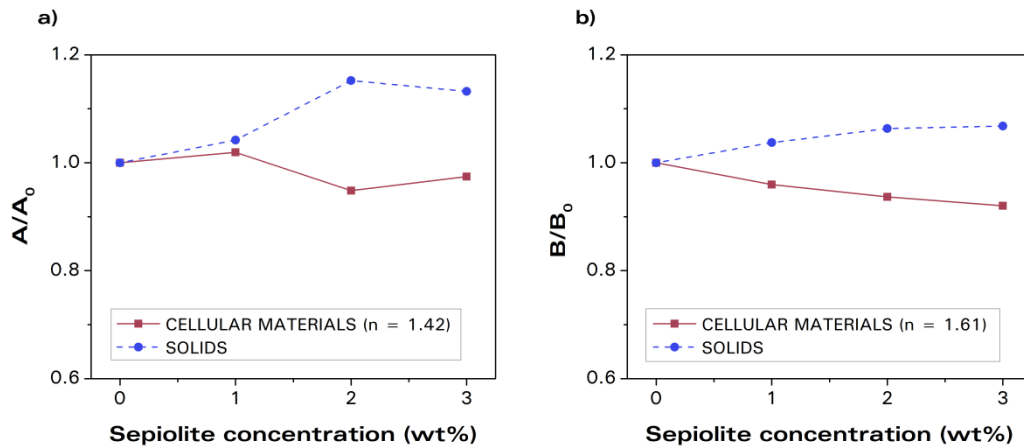 a)
1.2
1.0
0.8
0.6
A/A0
CELLULAR MATERIALS (n = 1.42)
SOLIDS
0 1 2 3
Sepiolite concentration (wt%)
b)
1.2
1.0
0.8
0.6
B/B0
CELLULAR MATERIALS (n = 1.61)
SOLIDS
0 1 2 3
Sepiolite concentration (wt%)